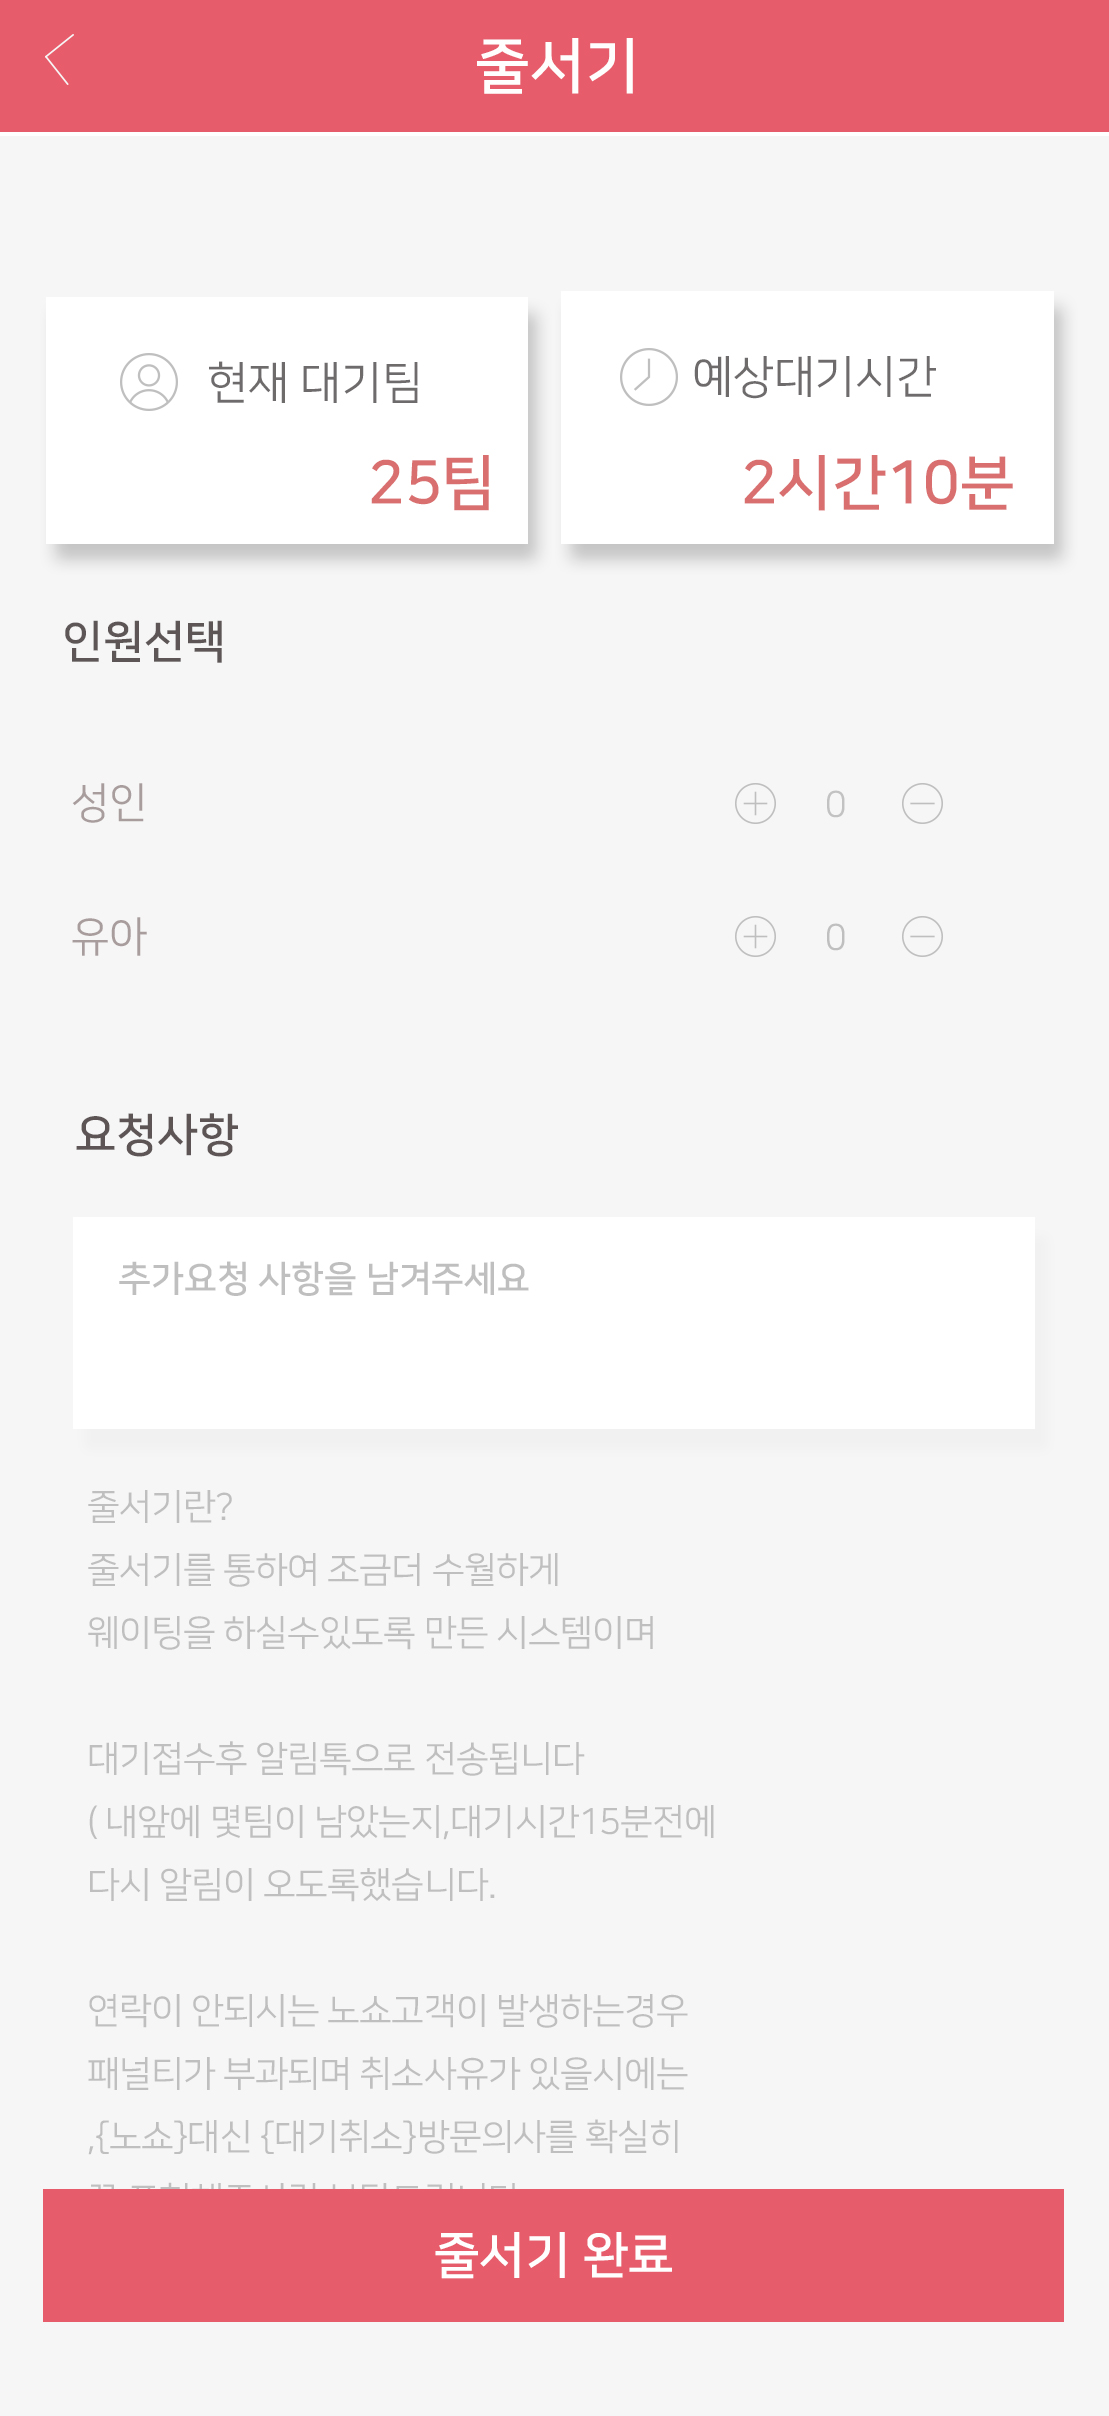 줄서기
현재 대기팀
25팀
예상대기시간
2시간10분
인원선택
성인 0
유아 0
요청사항
추가요청 사항을 남겨주세요
줄서기란?
줄서기를 통하여 조금더 수월하게
웨이팅을 하실수있도록 만든 시스템이며
대기접수후 알림톡으로 전송됩니다
( 내앞에 몇팀이 남았는지,대기시간15분전에
다시 알림이 오도록했습니다.
연락이 안되시는 노쇼고객이 발생하는경우
패널티가 부과되며 취소사유가 있을시에는
,{노쇼}대신 {대기취소}방문의사를 확실히
줄서기 완료